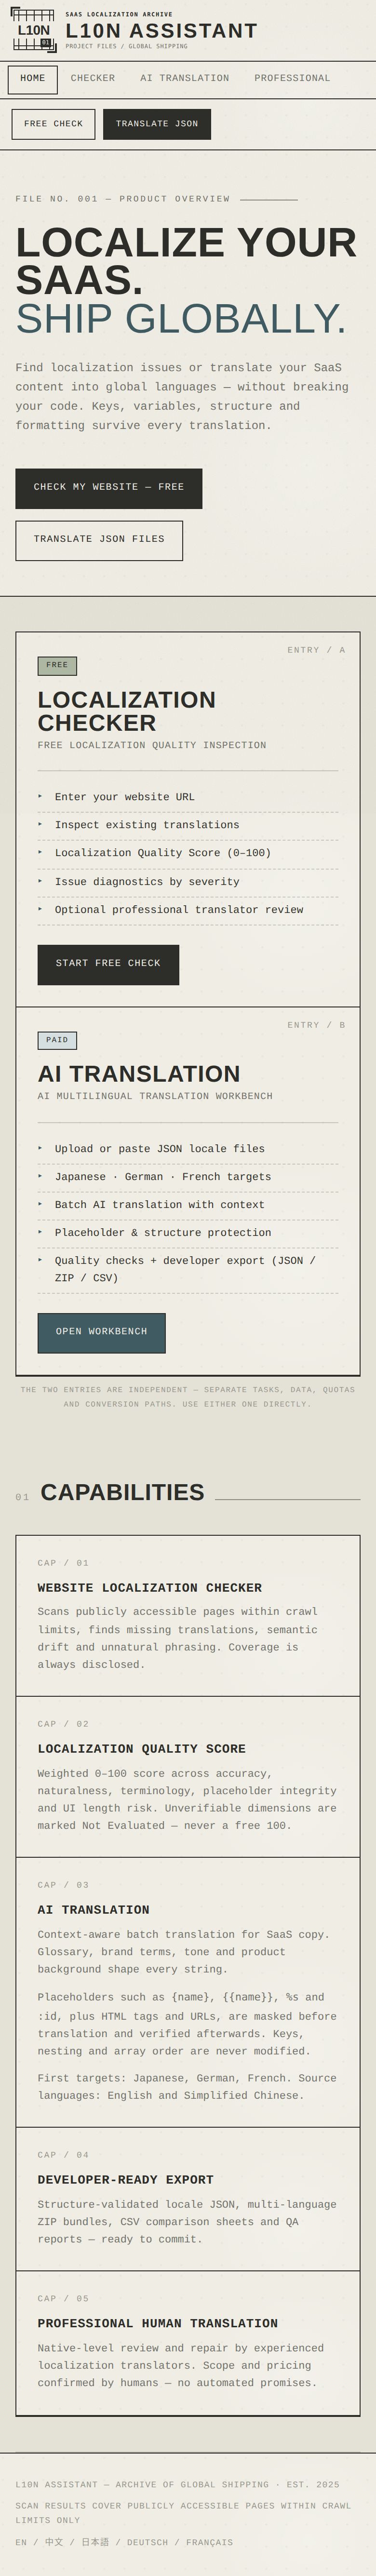 L10N
01
SAAS LOCALIZATION ARCHIVE
L10N ASSISTANT
PROJECT FILES / GLOBAL SHIPPING
HOME CHECKER AI TRANSLATION PROFESSIONAL
FREE CHECK TRANSLATE JSON
FILE NO. 001 — PRODUCT OVERVIEW
LOCALIZE YOUR
SAAS.
SHIP GLOBALLY.
Find localization issues or translate your SaaS
content into global languages — without breaking
your code. Keys, variables, structure and
formatting survive every translation.
CHECK MY WEBSITE — FREE
TRANSLATE JSON FILES
ENTRY / A
FREE
LOCALIZATION
CHECKER
FREE LOCALIZATION QUALITY INSPECTION
▸ Enter your website URL
▸ Inspect existing translations
▸ Localization Quality Score (0–100)
▸ Issue diagnostics by severity
▸ Optional professional translator review
START FREE CHECK
ENTRY / B
PAID
AI TRANSLATION
AI MULTILINGUAL TRANSLATION WORKBENCH
▸ Upload or paste JSON locale files
▸ Japanese · German · French targets
▸ Batch AI translation with context
▸ Placeholder & structure protection
▸ Quality checks + developer export (JSON /
ZIP / CSV)
OPEN WORKBENCH
THE TWO ENTRIES ARE INDEPENDENT — SEPARATE TASKS, DATA, QUOTAS
AND CONVERSION PATHS. USE EITHER ONE DIRECTLY.
01 CAPABILITIES
CAP / 01
WEBSITE LOCALIZATION CHECKER
Scans publicly accessible pages within crawl
limits, finds missing translations, semantic
drift and unnatural phrasing. Coverage is
always disclosed.
CAP / 02
LOCALIZATION QUALITY SCORE
Weighted 0–100 score across accuracy,
naturalness, terminology, placeholder integrity
and UI length risk. Unverifiable dimensions are
marked Not Evaluated — never a free 100.
CAP / 03
AI TRANSLATION
Context-aware batch translation for SaaS copy.
Glossary, brand terms, tone and product
background shape every string.
Placeholders such as {name}, {{name}}, %s and
:id, plus HTML tags and URLs, are masked before
translation and verified afterwards. Keys,
nesting and array order are never modified.
First targets: Japanese, German, French. Source
languages: English and Simplified Chinese.
CAP / 04
DEVELOPER-READY EXPORT
Structure-validated locale JSON, multi-language
ZIP bundles, CSV comparison sheets and QA
reports — ready to commit.
CAP / 05
PROFESSIONAL HUMAN TRANSLATION
Native-level review and repair by experienced
localization translators. Scope and pricing
confirmed by humans — no automated promises.
L10N ASSISTANT — ARCHIVE OF GLOBAL SHIPPING · EST. 2025
SCAN RESULTS COVER PUBLICLY ACCESSIBLE PAGES WITHIN CRAWL
LIMITS ONLY
EN / 中文 / 日本語 / DEUTSCH / FRANÇAIS